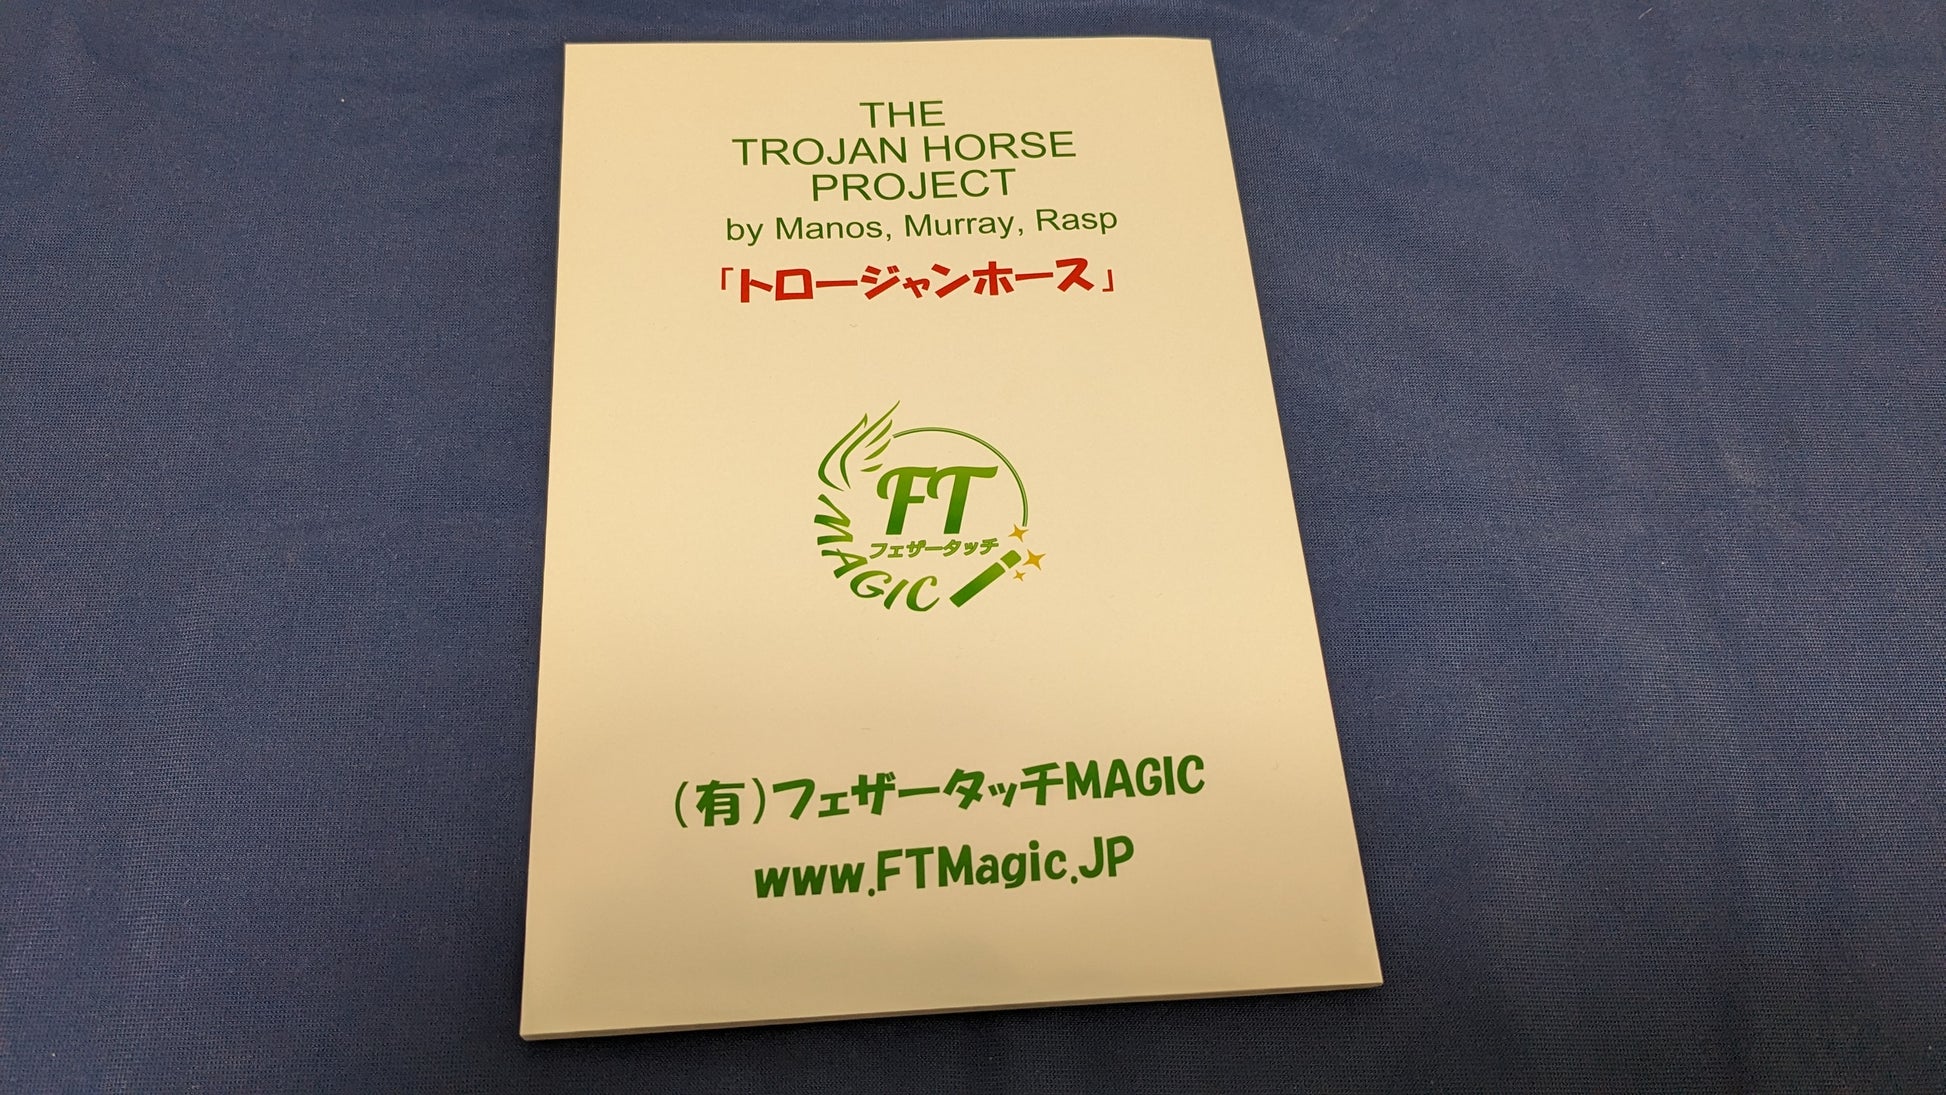 THE
TROJAN HORSE
PROJECT
by Manos, Murray, Rasp
「トロージャンホース」
FT
フェザータッチ
MAGIC
(有)フェザータッチMAGIC
www.FTMagic.JP